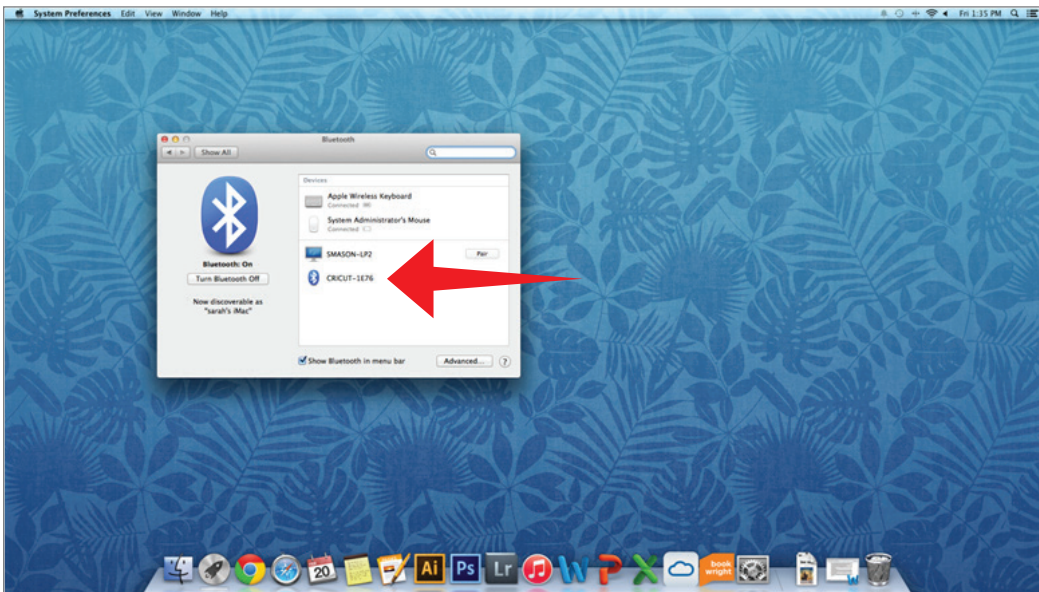 System Preferences Edit View Window Help
Fri 1:35 PM
Bluetooth
Show All
Devices
Apple Wireless Keyboard
Connected
System Administrator's Mouse
Connected
SMASON-LP2
Pair
CRICUT-1E76
Bluetooth: On
Turn Bluetooth Off
Now discoverable as
"sarah's iMac"
Show Bluetooth in menu bar
Advanced...
?
20
Ai
Ps
Lr
W
P
X
book
wright